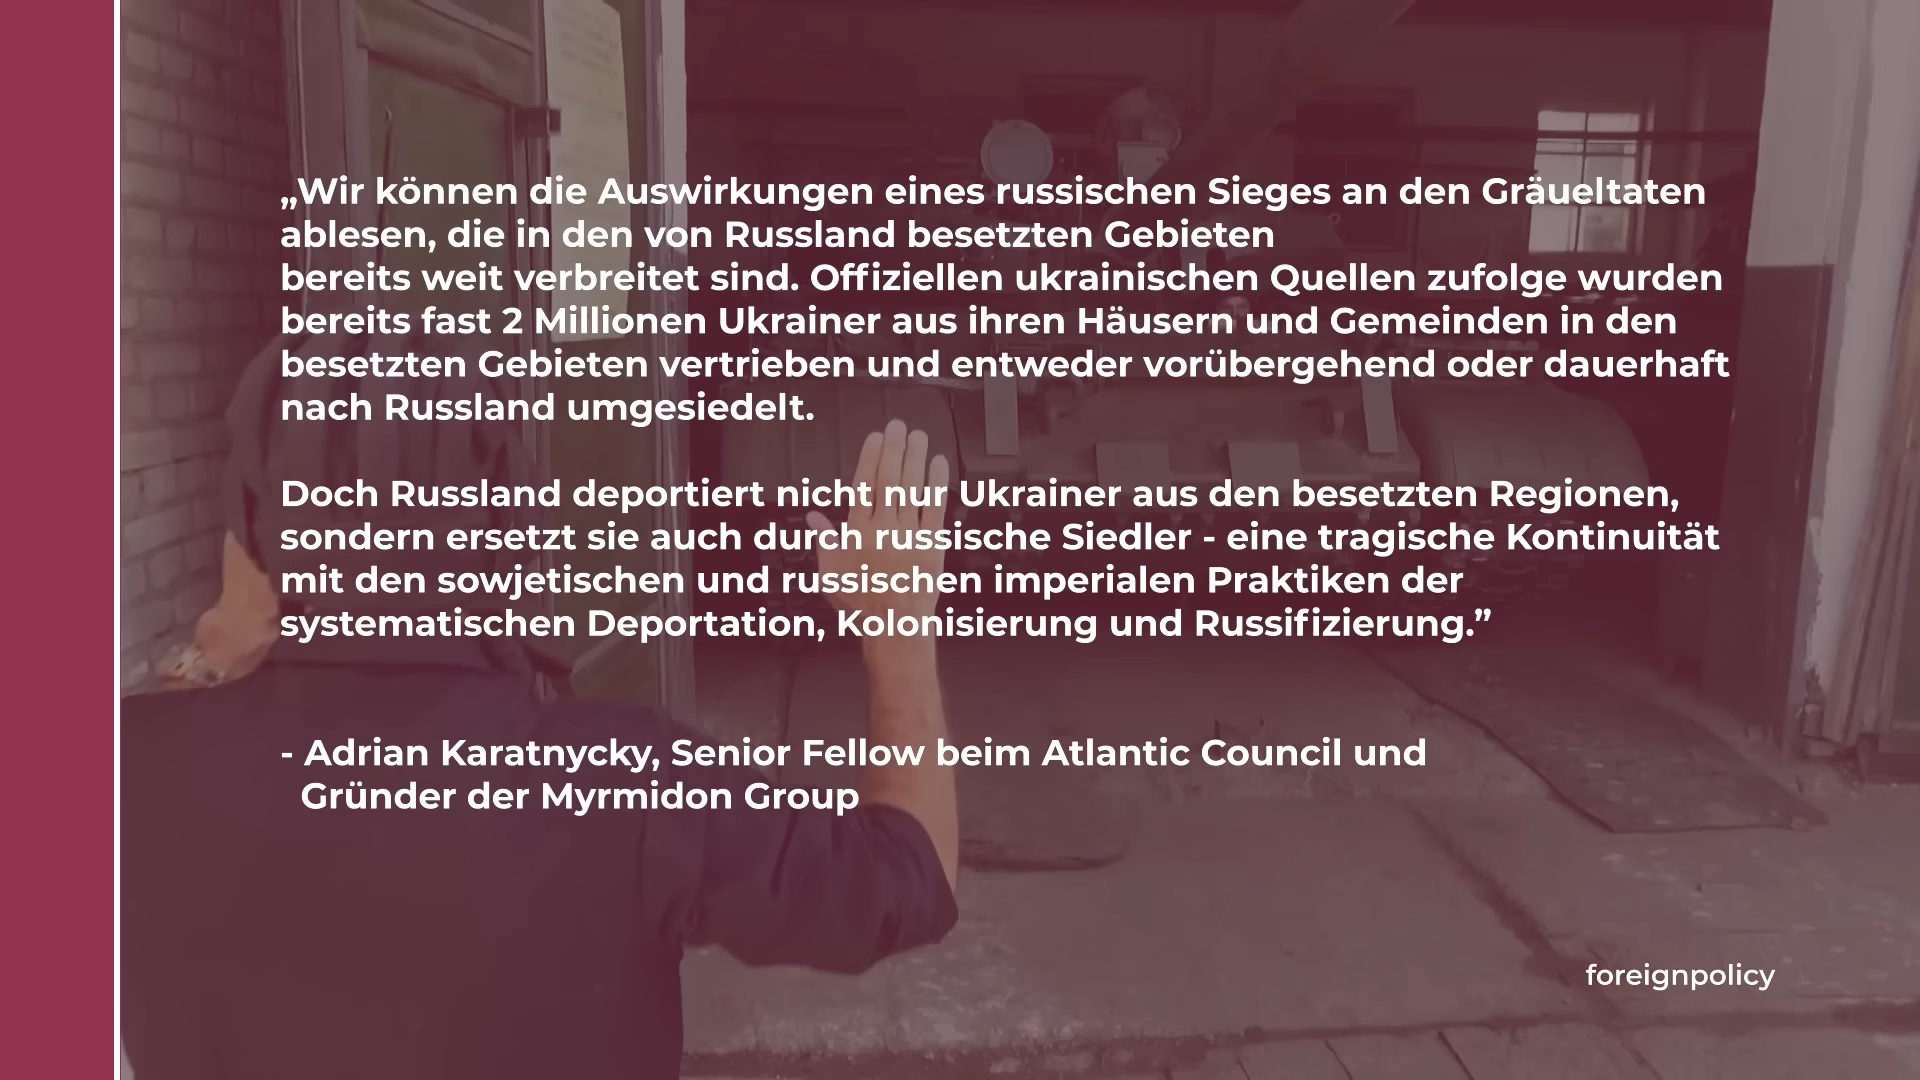 „Wir können die Auswirkungen eines russischen Sieges an den Gräueltaten
ablesen, die in den von Russland besetzten Gebieten
bereits weit verbreitet sind. Offiziellen ukrainischen Quellen zufolge wurden
bereits fast 2 Millionen Ukrainer aus ihren Häusern und Gemeinden in den
besetzten Gebieten vertrieben und entweder vorübergehend oder dauerhaft
nach Russland umgesiedelt.
Doch Russland deportiert nicht nur Ukrainer aus den besetzten Regionen,
sondern ersetzt sie auch durch russische Siedler - eine tragische Kontinuität
mit den sowjetischen und russischen imperialen Praktiken der
systematischen Deportation, Kolonisierung und Russifizierung.”
- Adrian Karatnycky, Senior Fellow beim Atlantic Council und
Gründer der Myrmidon Group
foreignpolicy